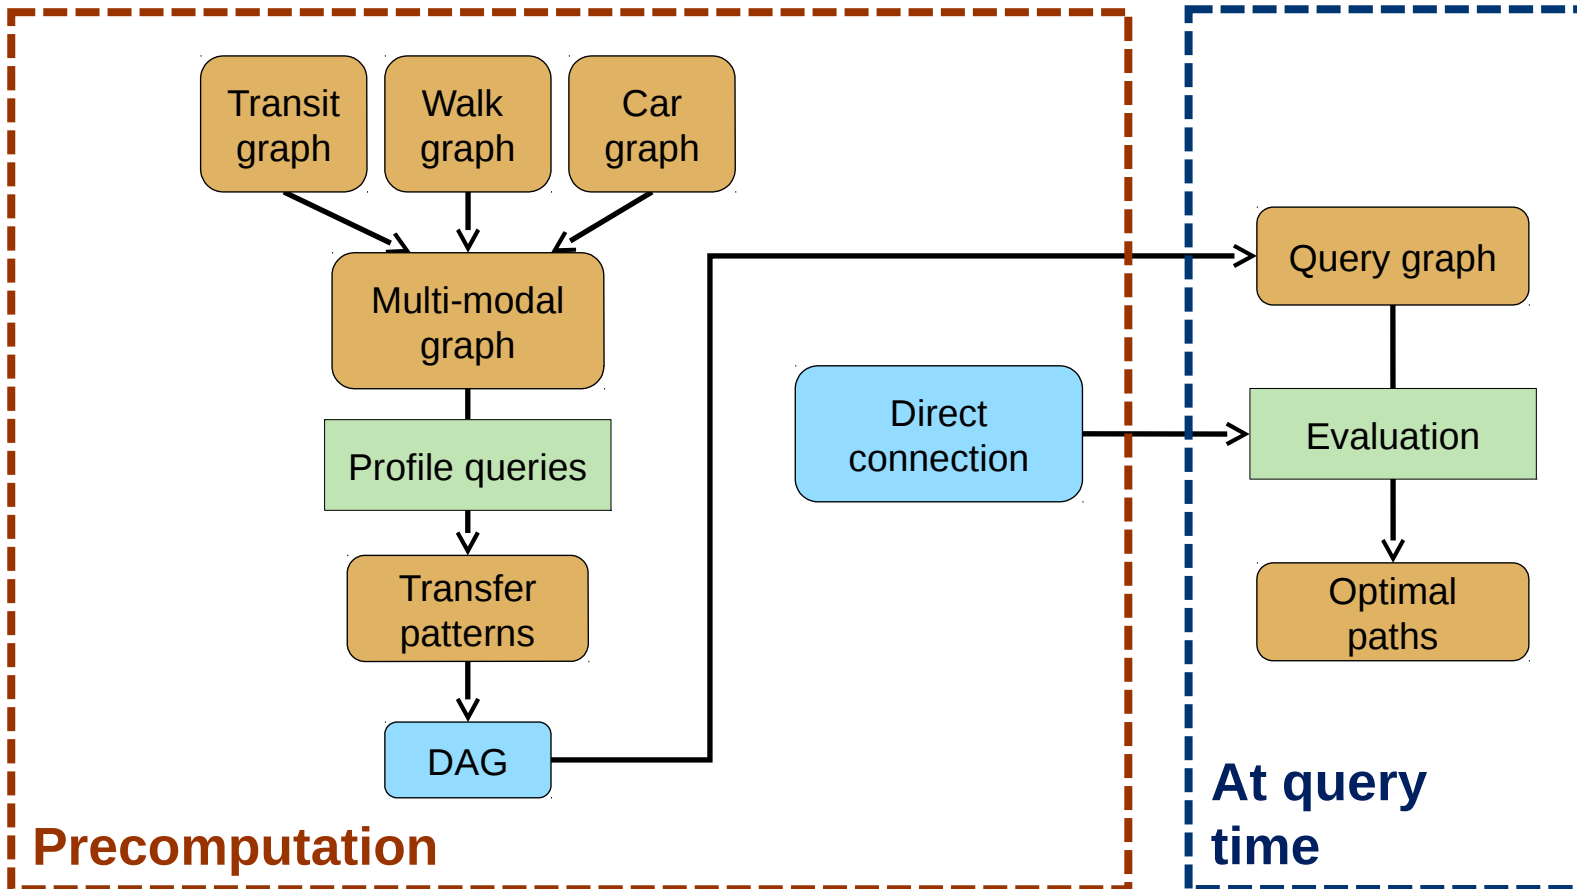 Transit
graph
Walk
graph
Car
graph
Multi-modal
graph
Profile queries
Transfer
patterns
DAG
Precomputation
Direct
connection
Query graph
Evaluation
Optimal
paths
At query
time